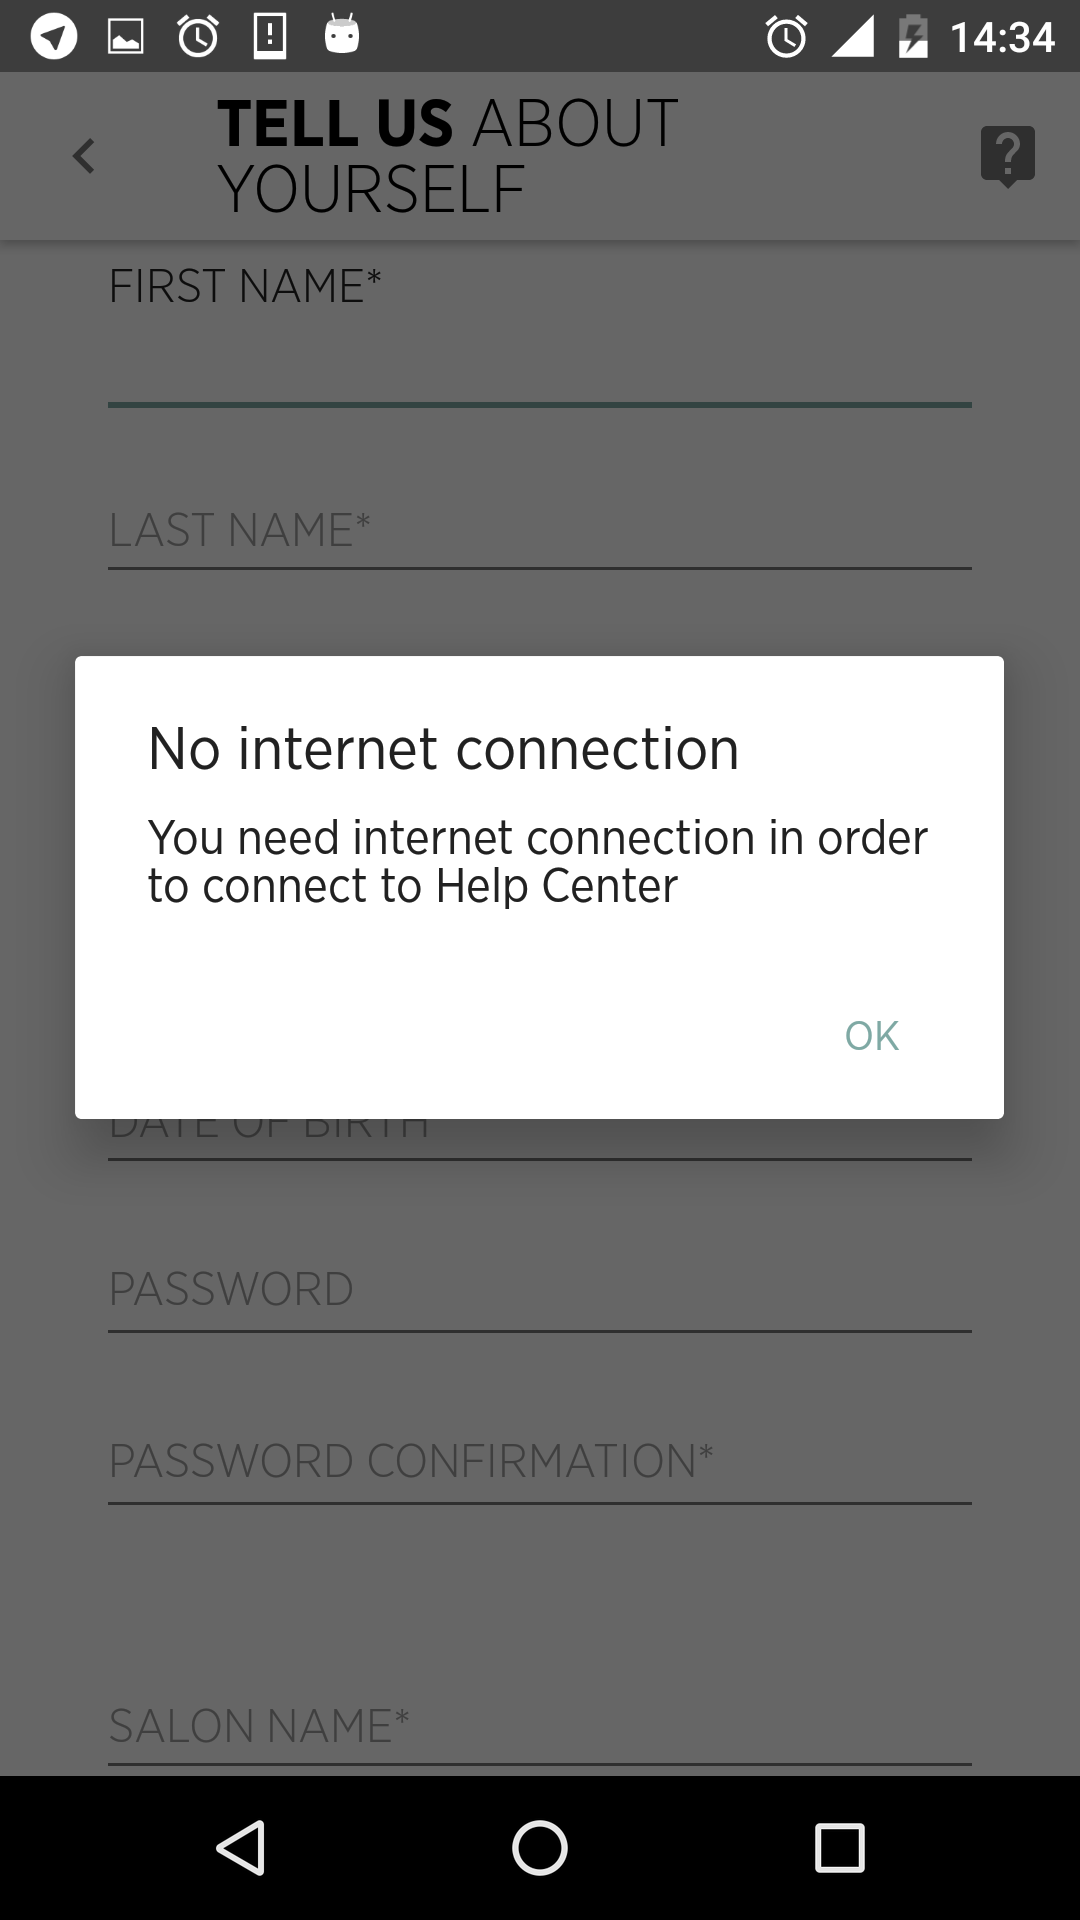 14:34
TELL US ABOUT
YOURSELF
FIRST NAME*
LAST NAME*
No internet connection
You need internet connection in order
to connect to Help Center
OK
DATE OF BIRTH
PASSWORD
PASSWORD CONFIRMATION*
SALON NAME*